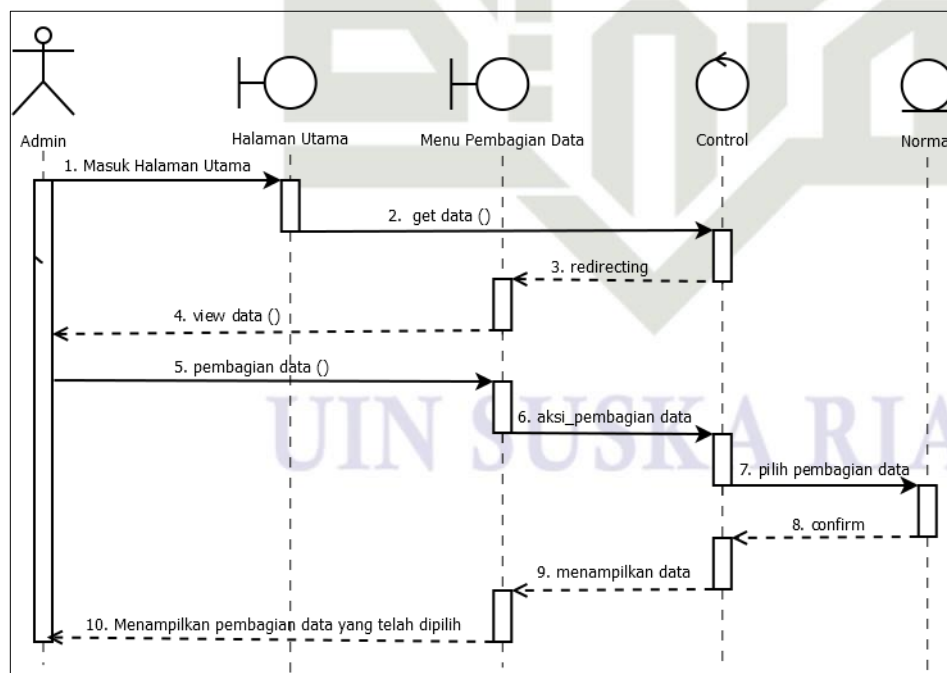 Admin
Halaman Utama
Menu Pembagian Data
Control
1. Masuk Halaman Utama
2. get data ()
3. redirecting
4. view data ()
5. pembagian data ()
6. aksi_pembagian data
7. pilih pembagian data
8. confirm
9. menampilkan data
10. Menampilkan pembagian data yang telah dipilih
UIN SUSKA